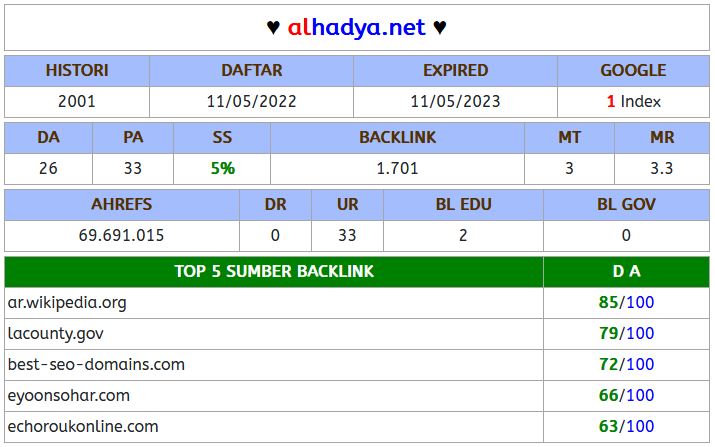 ♥ alhadya.net ♥
HISTORI DAFTAR EXPIRED GOOGLE
2001 11/05/2022 11/05/2023 1 Index
DA PA SS BACKLINK MT MR
26 33 5% 1.701 3 3.3
AHREFS DR UR BL EDU BL GOV
69.691.015 0 33 2 0
TOP 5 SUMBER BACKLINK D A
ar.wikipedia.org 85/100
lacounty.gov 79/100
best-seo-domains.com 72/100
eyoonsohar.com 66/100
echoroukonline.com 63/100